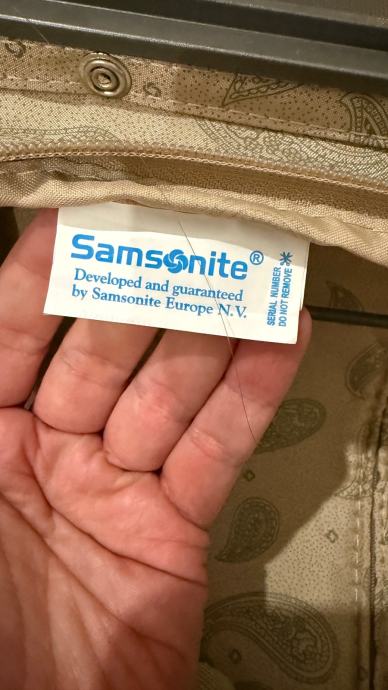 Samsonite®
Developed and guaranteed
by Samsonite Europe N.V.
SERIAL NUMBER
DO NOT REMOVE